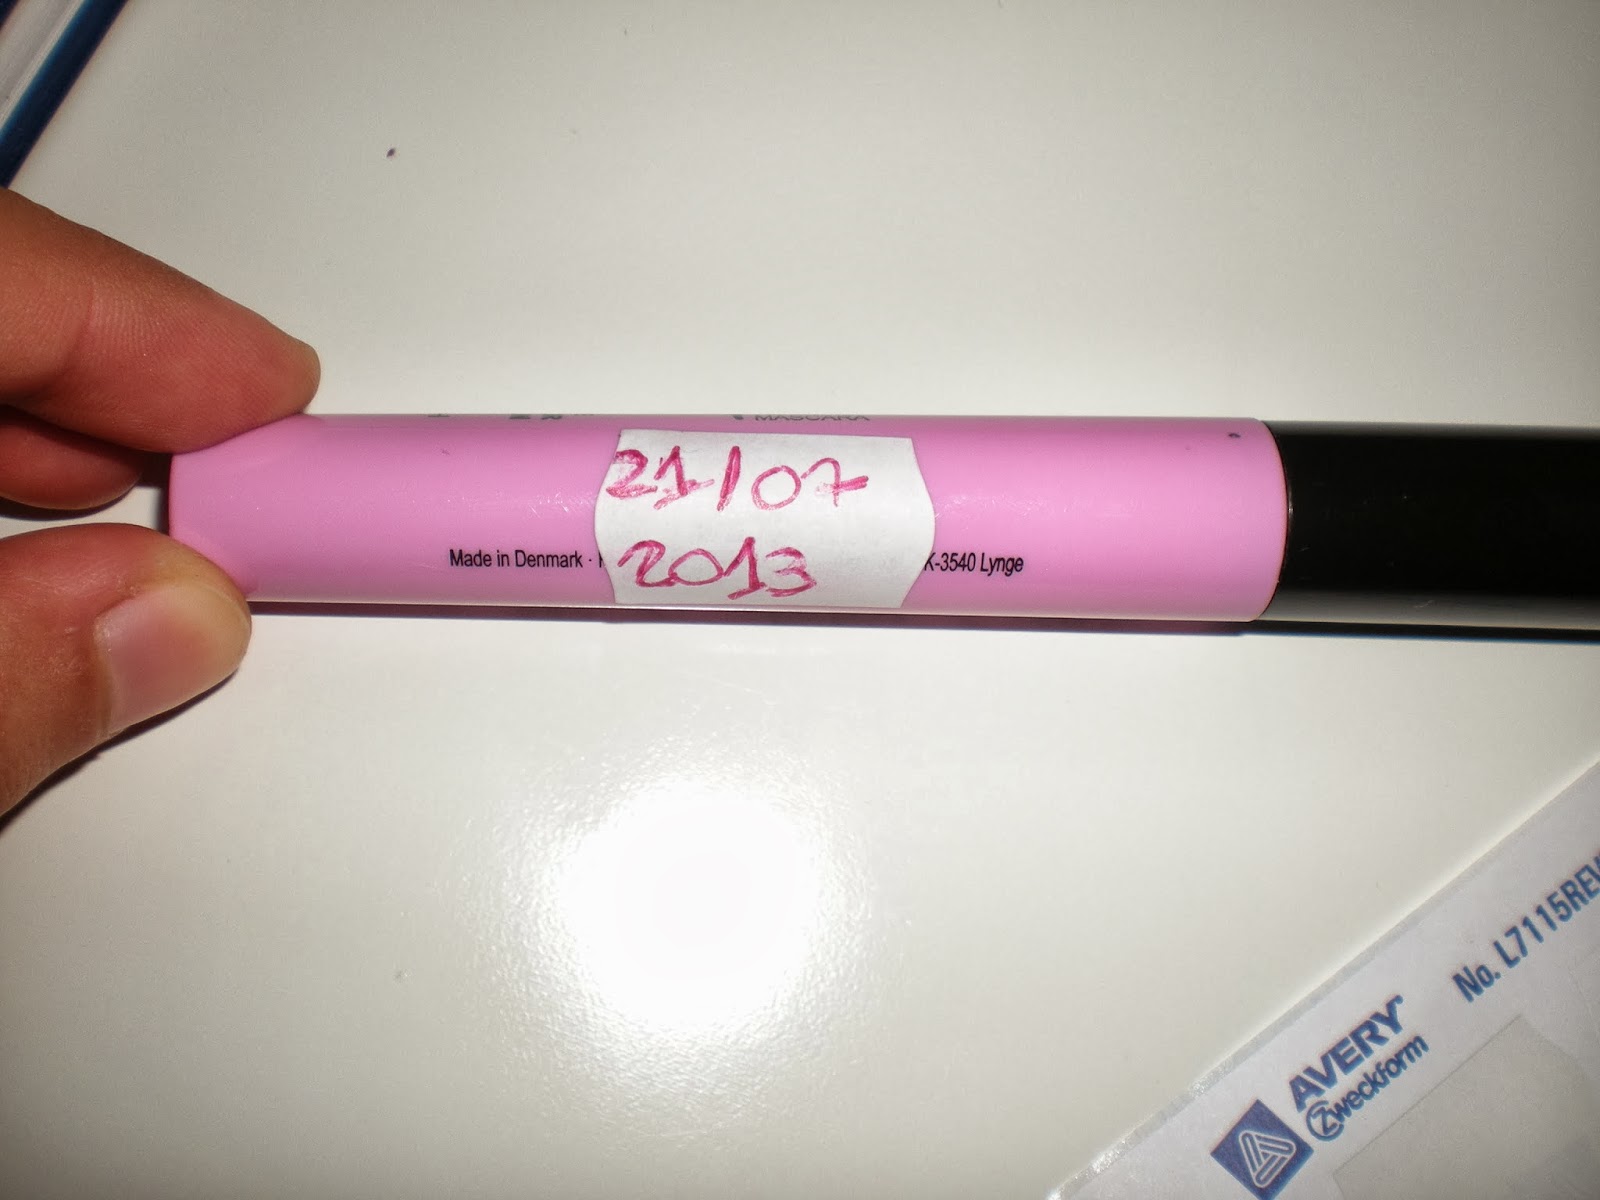 MASCARA
21/07
2013
Made in Denmark ·
K-3540 Lynge
No. L7115REV
AVERY
Zweckform